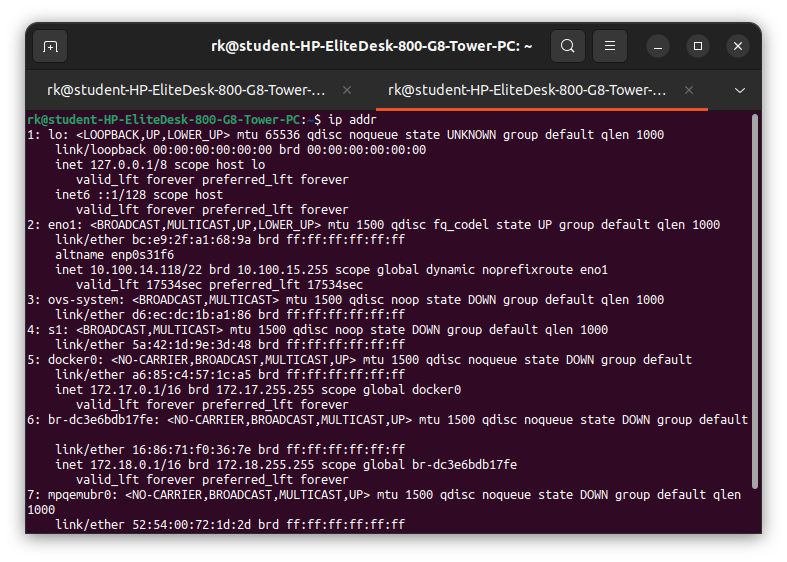 rk@student-HP-EliteDesk-800-G8-Tower-PC: ~
rk@student-HP-EliteDesk-800-G8-Tower-... rk@student-HP-EliteDesk-800-G8-Tower-...
rk@student-HP-EliteDesk-800-G8-Tower-PC:~$ ip addr
1: lo: <LOOPBACK,UP,LOWER_UP> mtu 65536 qdisc noqueue state UNKNOWN group default qlen 1000
    link/loopback 00:00:00:00:00:00 brd 00:00:00:00:00:00
    inet 127.0.0.1/8 scope host lo
       valid_lft forever preferred_lft forever
    inet6 ::1/128 scope host
       valid_lft forever preferred_lft forever
2: eno1: <BROADCAST,MULTICAST,UP,LOWER_UP> mtu 1500 qdisc fq_codel state UP group default qlen 1000
    link/ether bc:e9:2f:a1:68:9a brd ff:ff:ff:ff:ff:ff
    altname enp0s31f6
    inet 10.100.14.118/22 brd 10.100.15.255 scope global dynamic noprefixroute eno1
       valid_lft 17534sec preferred_lft 17534sec
3: ovs-system: <BROADCAST,MULTICAST> mtu 1500 qdisc noop state DOWN group default qlen 1000
    link/ether d6:ec:dc:1b:a1:86 brd ff:ff:ff:ff:ff:ff
4: s1: <BROADCAST,MULTICAST> mtu 1500 qdisc noop state DOWN group default qlen 1000
    link/ether 5a:42:1d:9e:3d:48 brd ff:ff:ff:ff:ff:ff
5: docker0: <NO-CARRIER,BROADCAST,MULTICAST,UP> mtu 1500 qdisc noqueue state DOWN group default
    link/ether a6:85:c4:57:1c:a5 brd ff:ff:ff:ff:ff:ff
    inet 172.17.0.1/16 brd 172.17.255.255 scope global docker0
       valid_lft forever preferred_lft forever
6: br-dc3e6bdb17fe: <NO-CARRIER,BROADCAST,MULTICAST,UP> mtu 1500 qdisc noqueue state DOWN group default
    link/ether 16:86:71:f0:36:7e brd ff:ff:ff:ff:ff:ff
    inet 172.18.0.1/16 brd 172.18.255.255 scope global br-dc3e6bdb17fe
       valid_lft forever preferred_lft forever
7: mpqemubr0: <NO-CARRIER,BROADCAST,MULTICAST,UP> mtu 1500 qdisc noqueue state DOWN group default qlen
1000
    link/ether 52:54:00:72:1d:2d brd ff:ff:ff:ff:ff:ff